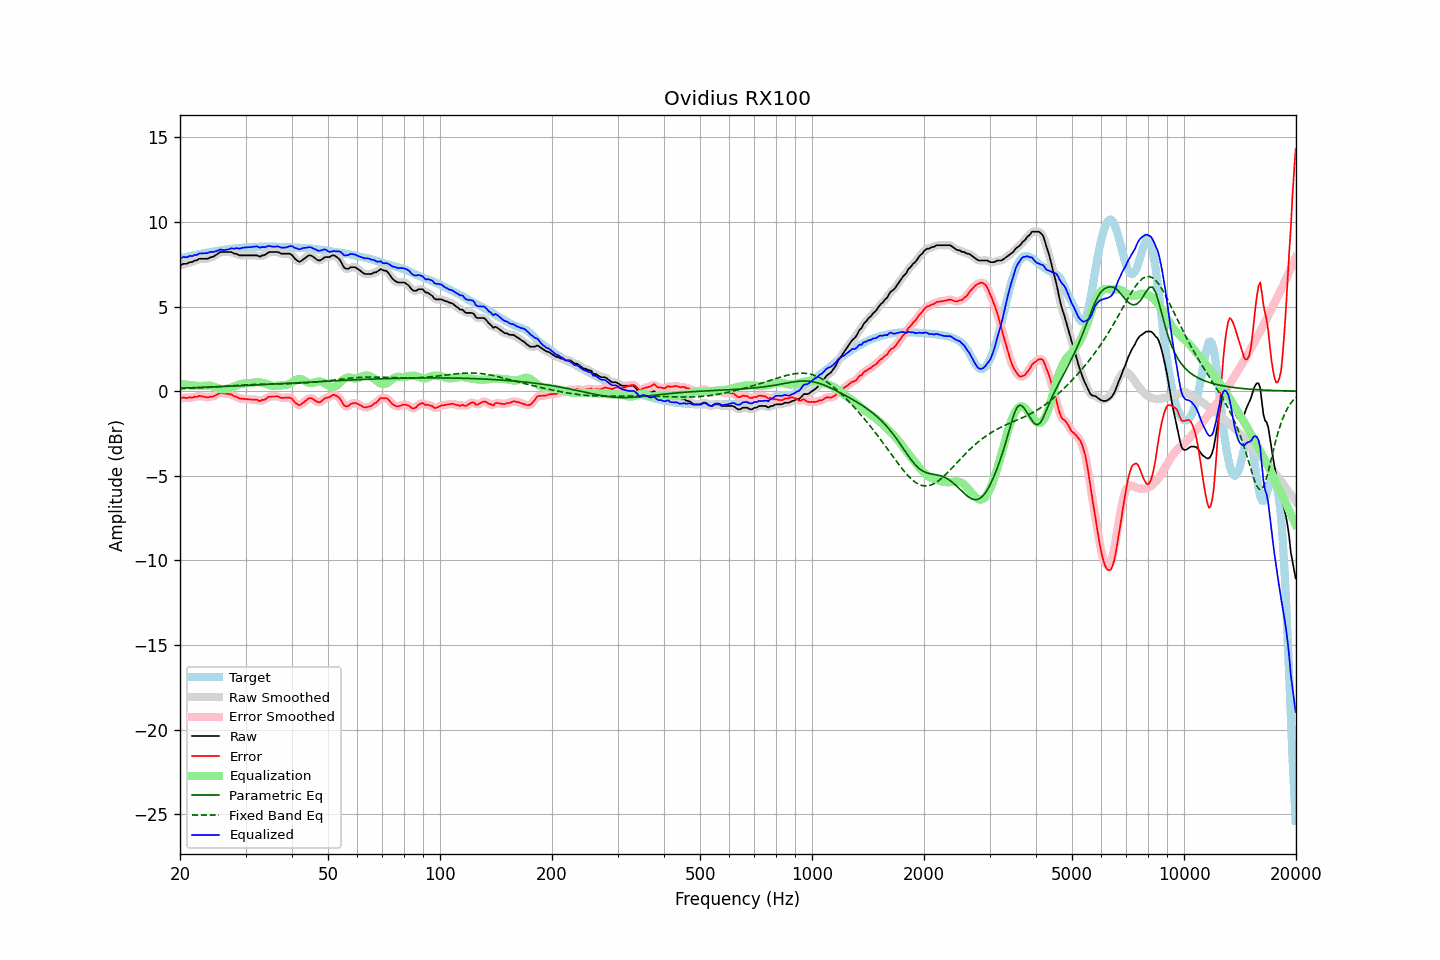 Ovidius RX100
15
10
5
0
−5
−10
−15
−20
−25
Amplitude (dBr)
Target
Raw Smoothed
Error Smoothed
Raw
Error
Equalization
Parametric Eq
Fixed Band Eq
Equalized
20 50 100 200 500 1000 2000 5000 10000 20000
Frequency (Hz)